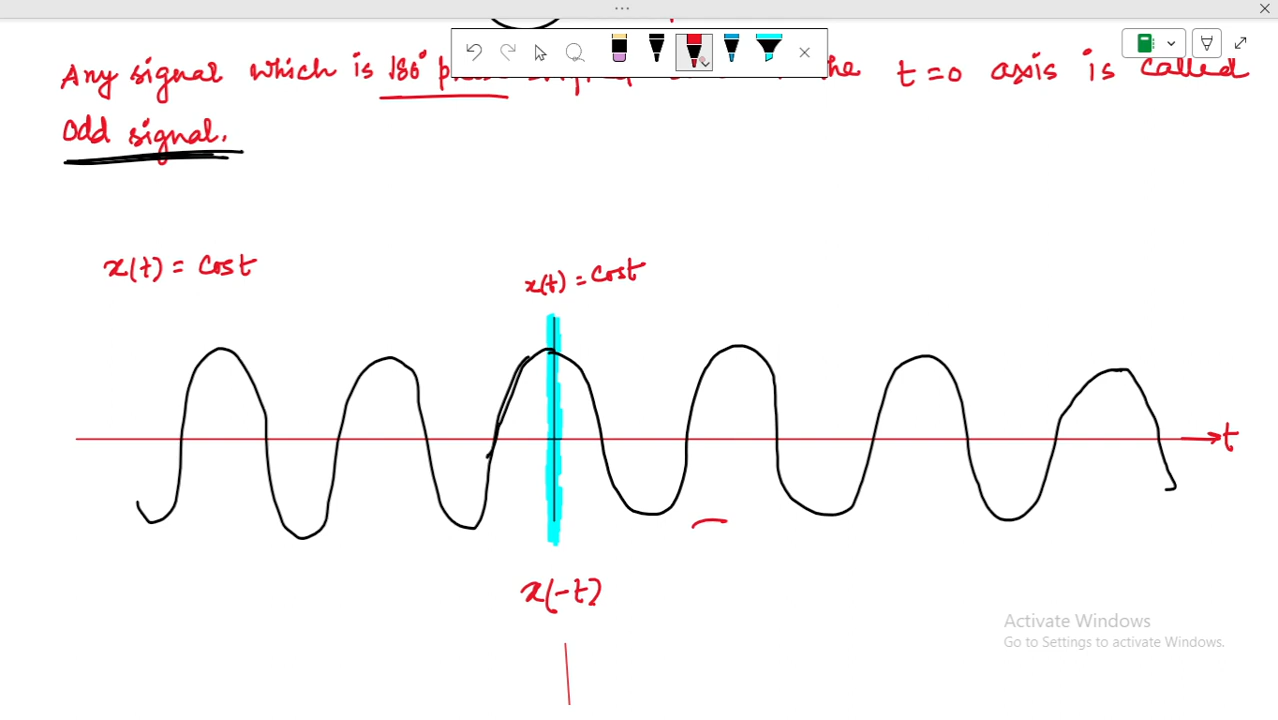 Any signal which is 180° the t=0 axis is called
Odd signal.
x(t) = Cost
x(t) = Cost
t
x(-t)
Activate Windows
Go to Settings to activate Windows.